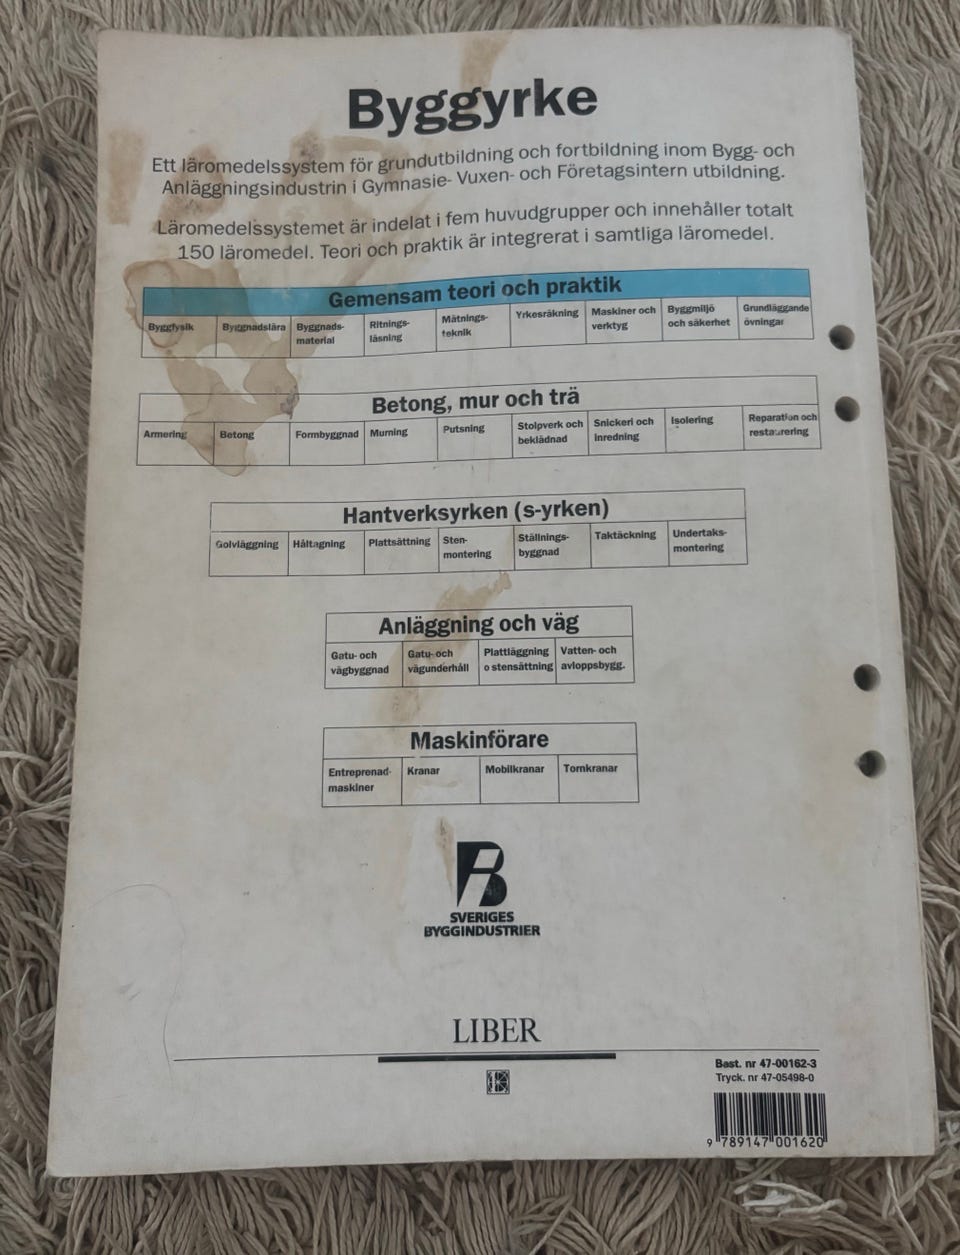 Byggyrke
Ett läromedelssystem för grundutbildning och fortbildning inom Bygg- och
Anläggningsindustrin i Gymnasie- Vuxen- och Företagsintern utbildning.
Läromedelssystemet är indelat i fem huvudgrupper och innehåller totalt
150 läromedel. Teori och praktik är integrerat i samtliga läromedel.
Gemensam teori och praktik
Byggfysik
Byggnadslära
Byggnads-
material
Ritnings-
läsning
Mätnings-
teknik
Yrkesräkning
Maskiner och
verktyg
Byggmiljö
och säkerhet
Grundläggande
övningar
Betong, mur och trä
Armering
Betong
Formbyggnad
Murning
Putsning
Stolpverk och
beklädnad
Snickeri och
inredning
Isolering
Reparation och
restaurering
Hantverksyrken (s-yrken)
Golvläggning
Håltagning
Plattsättning
Sten-
montering
Ställnings-
byggnad
Taktäckning
Undertaks-
montering
Anläggning och väg
Gatu- och
vägbyggnad
Gatu- och
vägunderhåll
Plattläggning
o stensättning
Vatten- och
avloppsbygg.
Maskinförare
Entreprenad-
maskiner
Kranar
Mobilkranar
Tornkranar
SVERIGES
BYGGINDUSTRIER
LIBER
Bast. nr 47-00162-3
Tryck. nr 47-05498-0
9 789147 001620